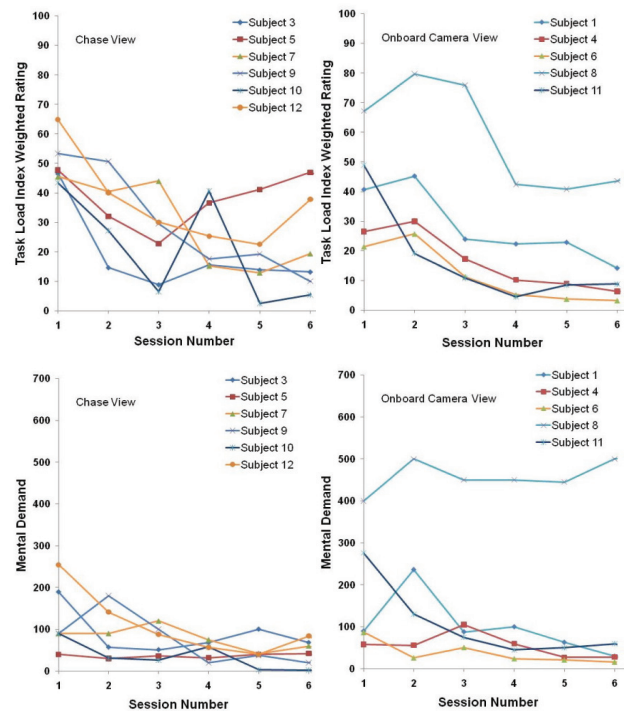 Chase View
Subject 3
Subject 5
Subject 7
Subject 9
Subject 10
Subject 12
Task Load Index Weighted Rating
100
90
80
70
60
50
40
30
20
10
0
1 2 3 4 5 6
Session Number
Onboard Camera View
Subject 1
Subject 4
Subject 6
Subject 8
Subject 11
Task Load Index Weighted Rating
100
90
80
70
60
50
40
30
20
10
0
1 2 3 4 5 6
Session Number
Chase View
Subject 3
Subject 5
Subject 7
Subject 9
Subject 10
Subject 12
Mental Demand
700
600
500
400
300
200
100
0
1 2 3 4 5 6
Session Number
Onboard Camera View
Subject 1
Subject 4
Subject 6
Subject 8
Subject 11
Mental Demand
700
600
500
400
300
200
100
0
1 2 3 4 5 6
Session Number